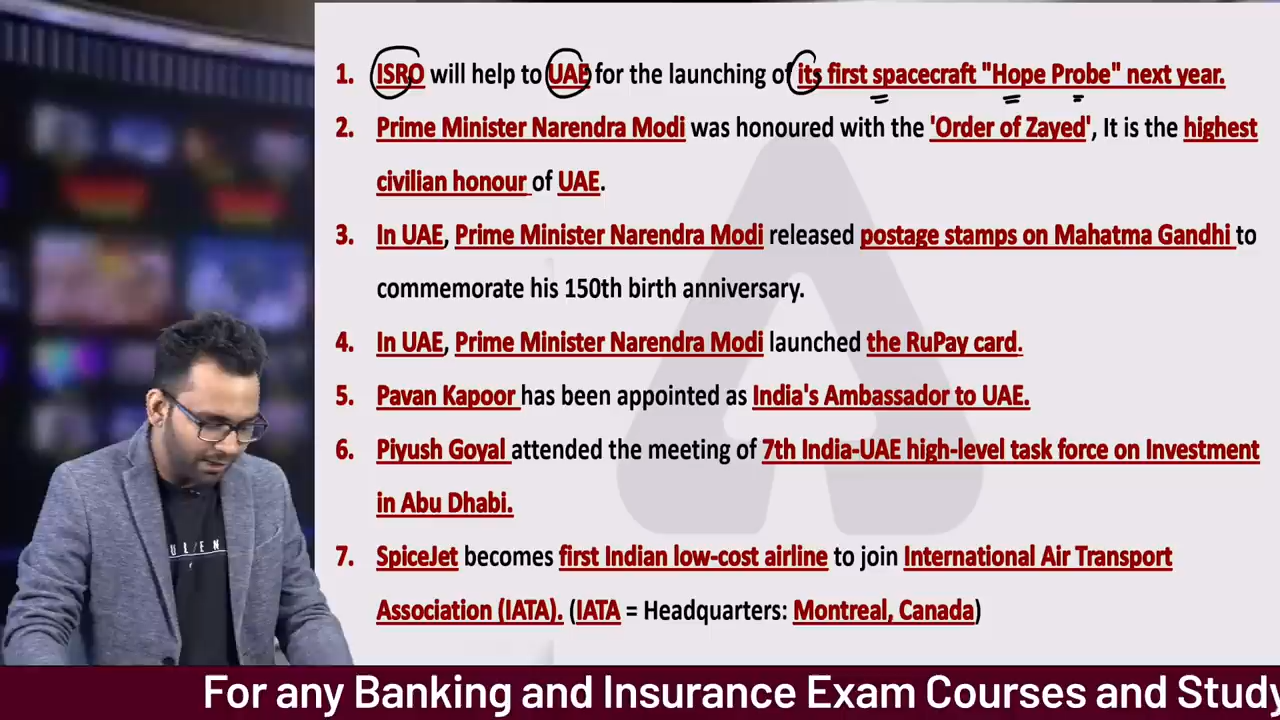 1. ISRO will help to UAE for the launching of its first spacecraft "Hope Probe" next year.
2. Prime Minister Narendra Modi was honoured with the 'Order of Zayed', It is the highest
civilian honour of UAE.
3. In UAE, Prime Minister Narendra Modi released postage stamps on Mahatma Gandhi to
commemorate his 150th birth anniversary.
4. In UAE, Prime Minister Narendra Modi launched the RuPay card.
5. Pavan Kapoor has been appointed as India's Ambassador to UAE.
6. Piyush Goyal attended the meeting of 7th India-UAE high-level task force on Investment
in Abu Dhabi.
7. SpiceJet becomes first Indian low-cost airline to join International Air Transport
Association (IATA). (IATA = Headquarters: Montreal, Canada)
For any Banking and Insurance Exam Courses and Study